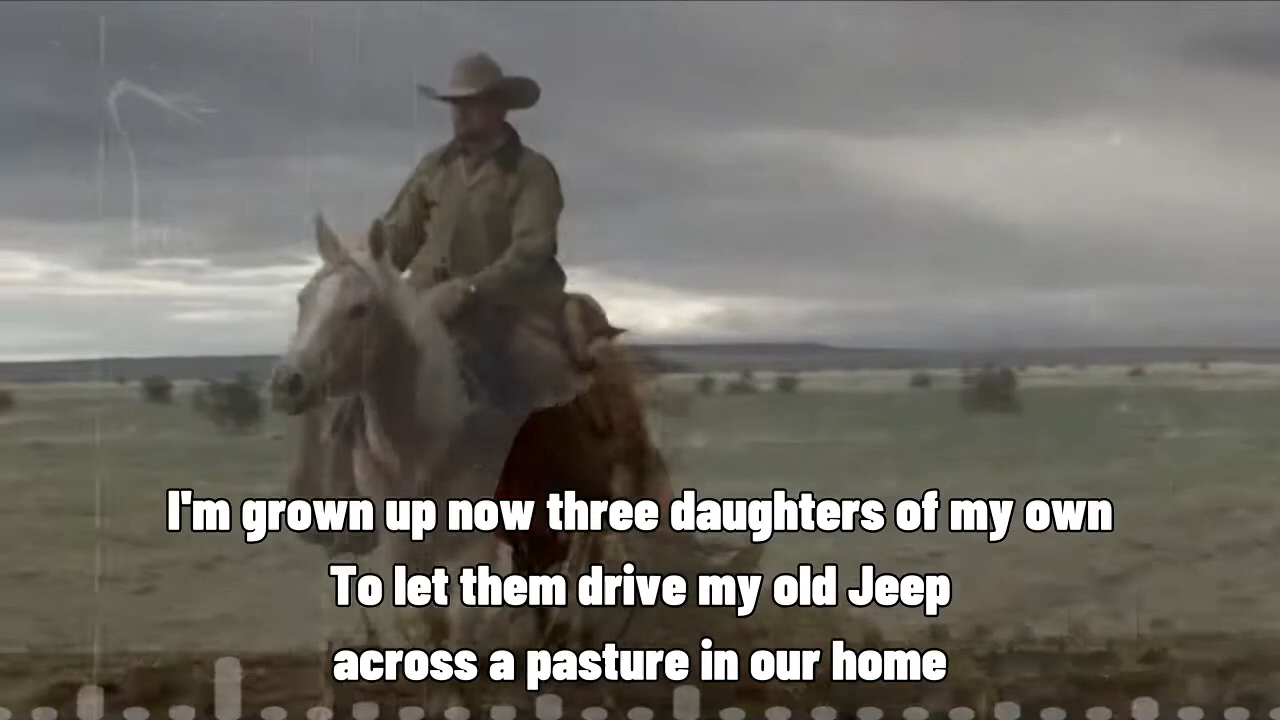 I'm grown up now three daughters of my own
To let them drive my old Jeep
across a pasture in our home